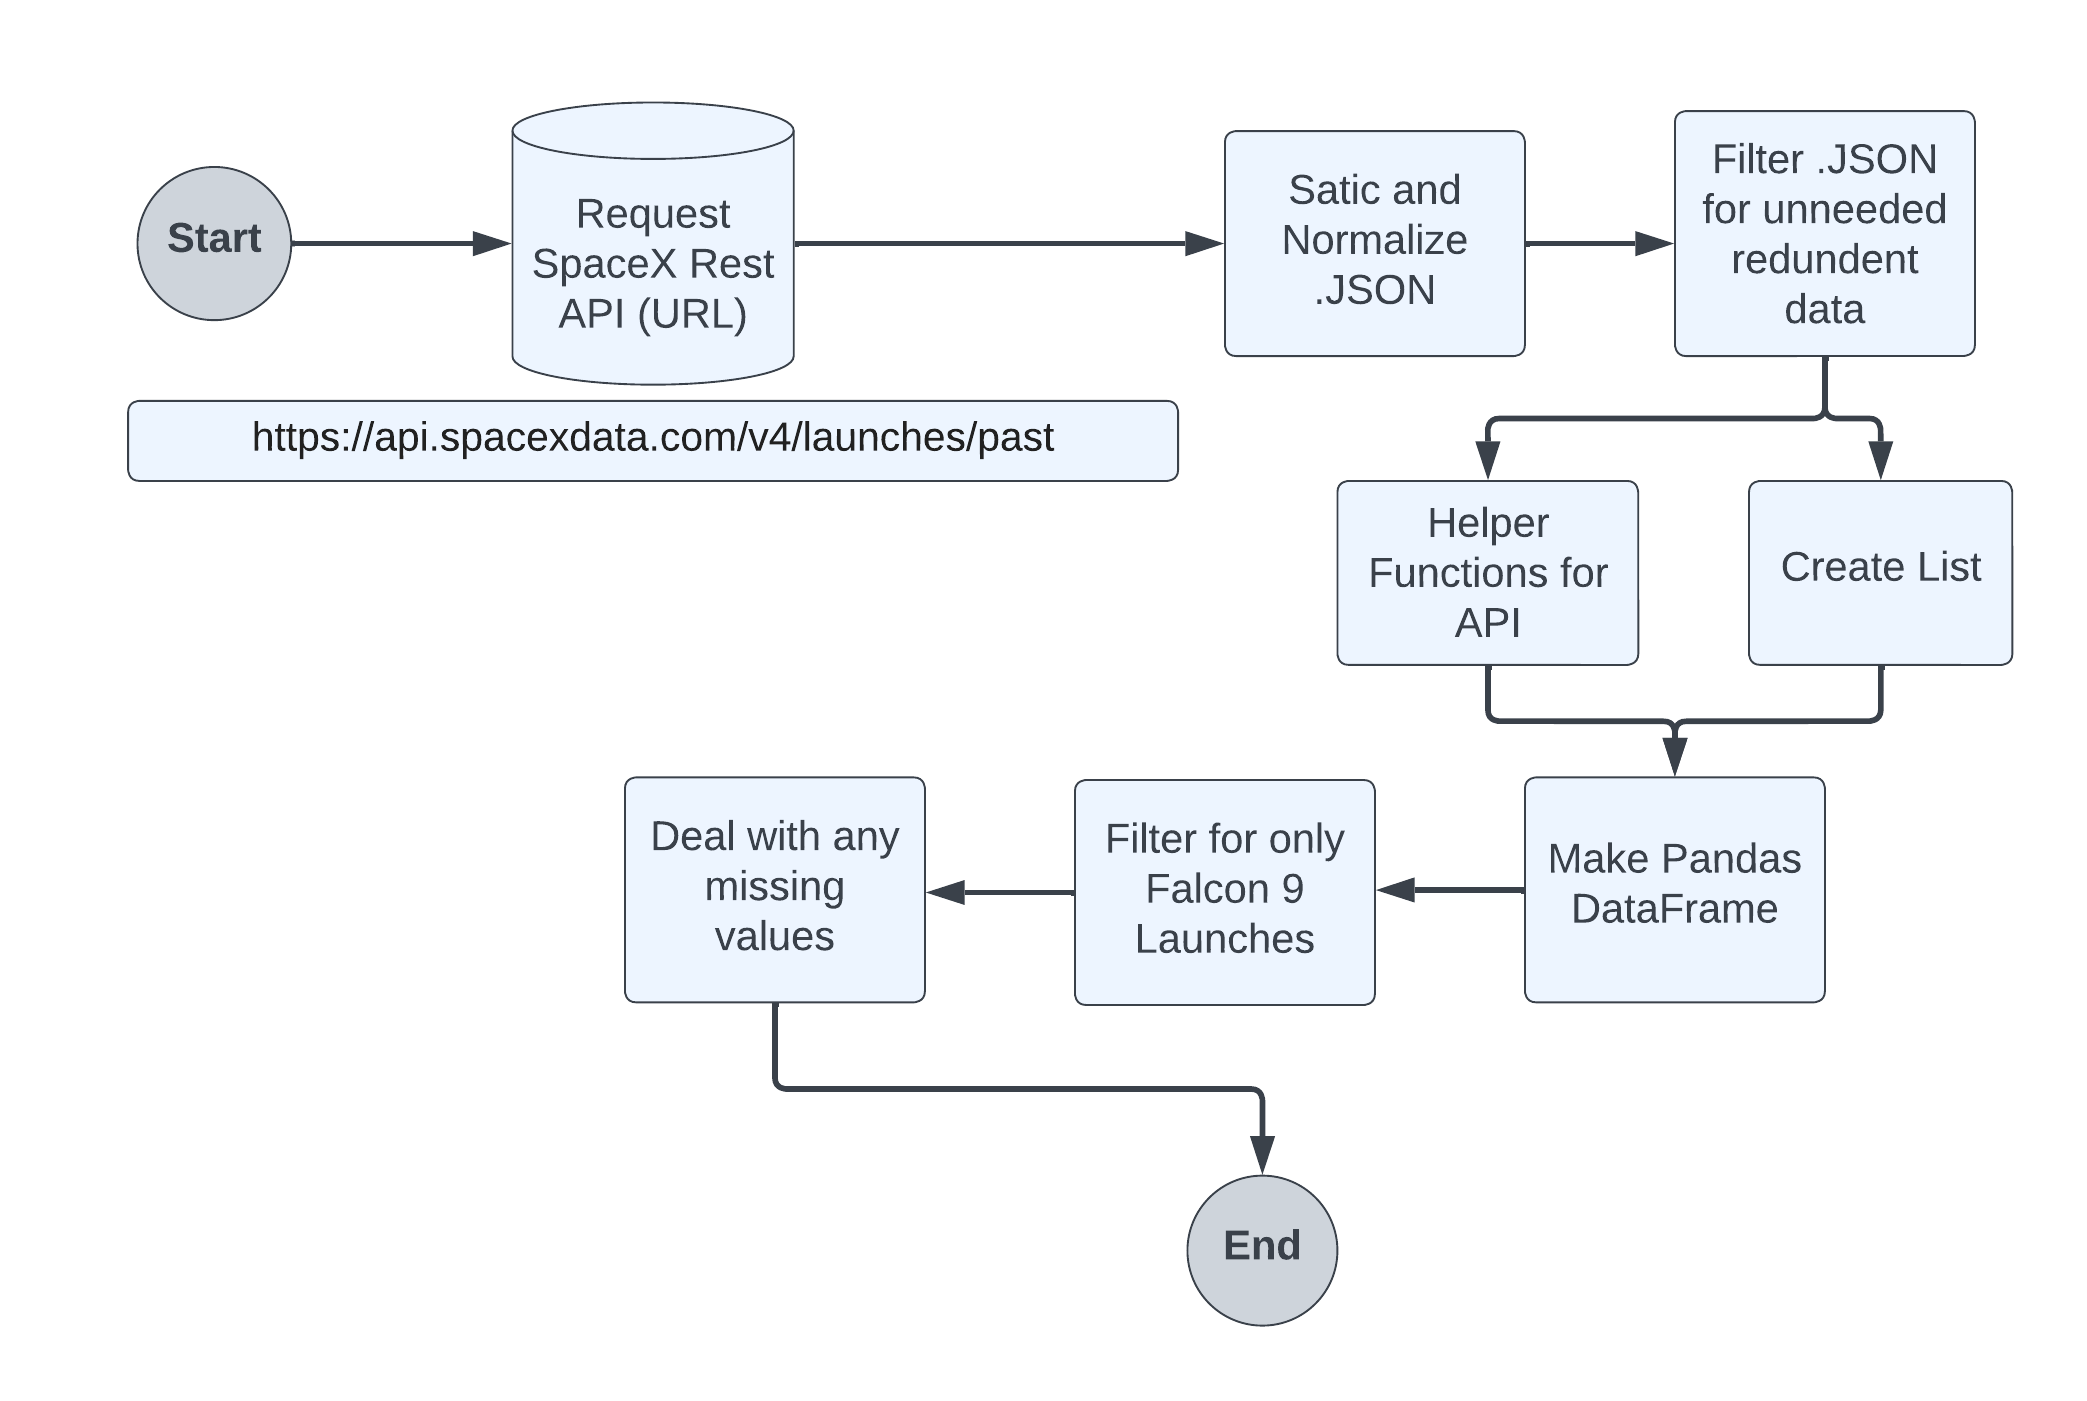 Start
Request
SpaceX Rest
API (URL)
https://api.spacexdata.com/v4/launches/past
Satic and
Normalize
.JSON
Filter .JSON
for unneeded
redundent
data
Helper
Functions for
API
Create List
Make Pandas
DataFrame
Filter for only
Falcon 9
Launches
Deal with any
missing
values
End